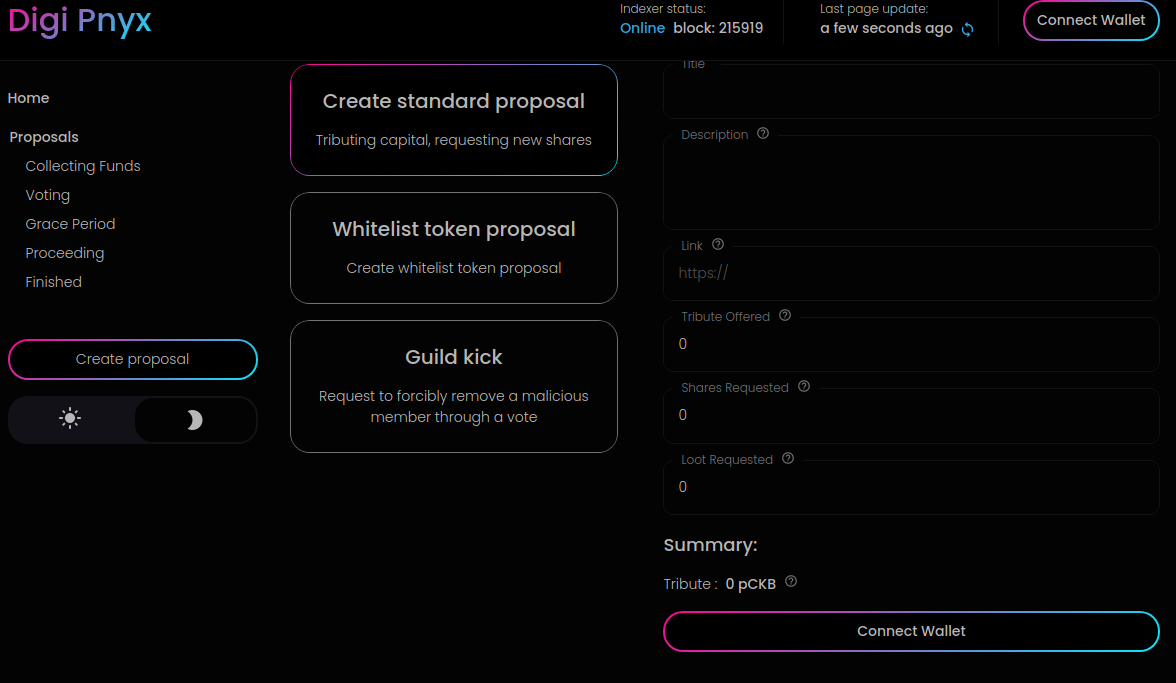 Digi Pnyx
Indexer status:
Online block: 215919
Last page update:
a few seconds ago
Connect Wallet
Home
Proposals
Collecting Funds
Voting
Grace Period
Proceeding
Finished
Create proposal
Create standard proposal
Tributing capital, requesting new shares
Whitelist token proposal
Create whitelist token proposal
Guild kick
Request to forcibly remove a malicious
member through a vote
Title
Description
Link
https://
Tribute Offered
0
Shares Requested
0
Loot Requested
0
Summary:
Tribute : 0 pCKB
Connect Wallet